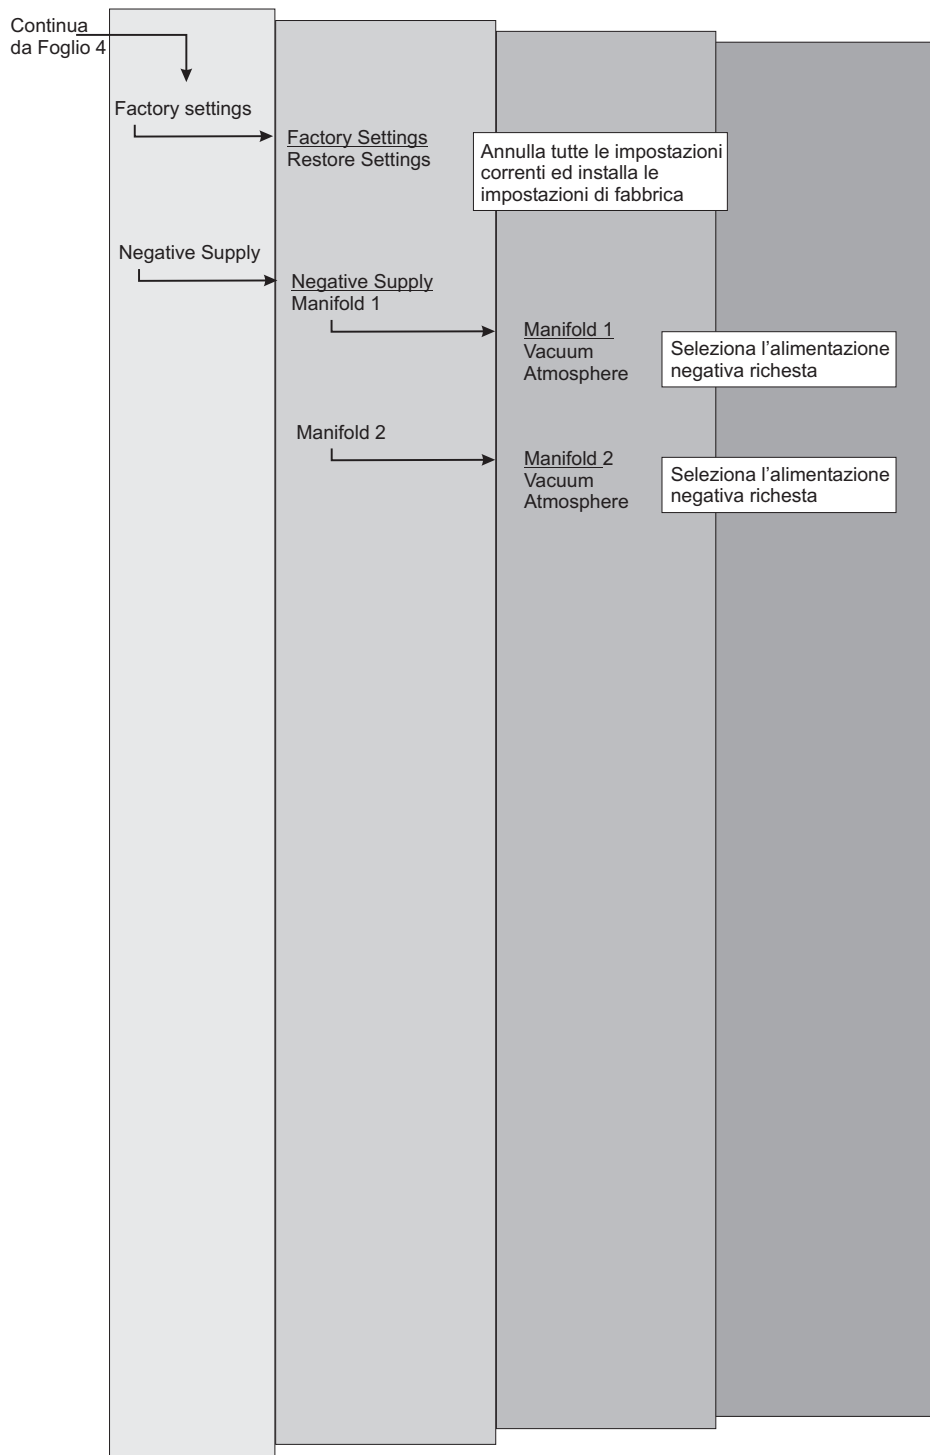 Continua
da Foglio 4
Factory settings
Factory Settings
Restore Settings
Annulla tutte le impostazioni
correnti ed installa le
impostazioni di fabbrica
Negative Supply
Negative Supply
Manifold 1
Manifold 1
Vacuum
Atmosphere
Seleziona l'alimentazione
negativa richesta
Manifold 2
Manifold 2
Vacuum
Atmosphere
Seleziona l'alimentazione
negativa richesta